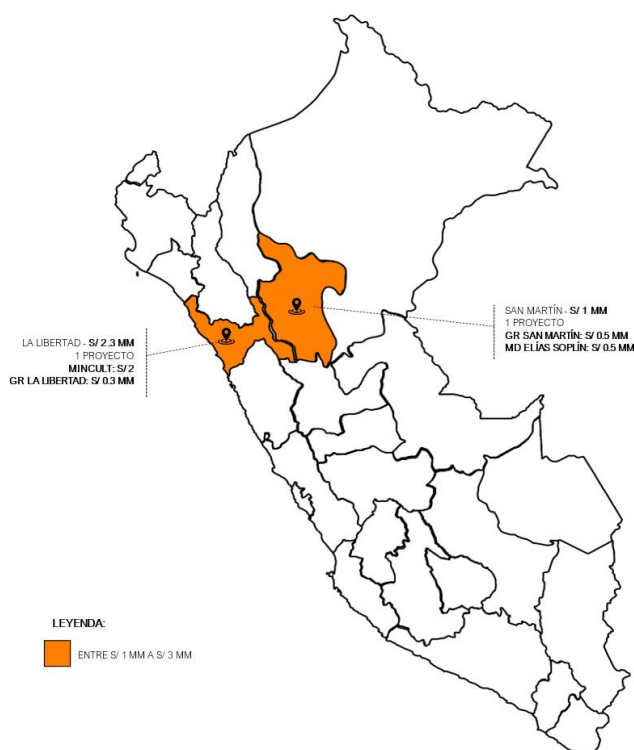 SAN MARTÍN - S/ 1 MM
1 PROYECTO
GR SAN MARTÍN: S/ 0.5 MM
MD ELÍAS SOPLÍN: S/ 0.5 MM
LA LIBERTAD - S/ 2.3 MM
1 PROYECTO
MINCULT: S/ 2
GR LA LIBERTAD: S/ 0.3 MM
LEYENDA:
ENTRE S/ 1 MM A S/ 3 MM